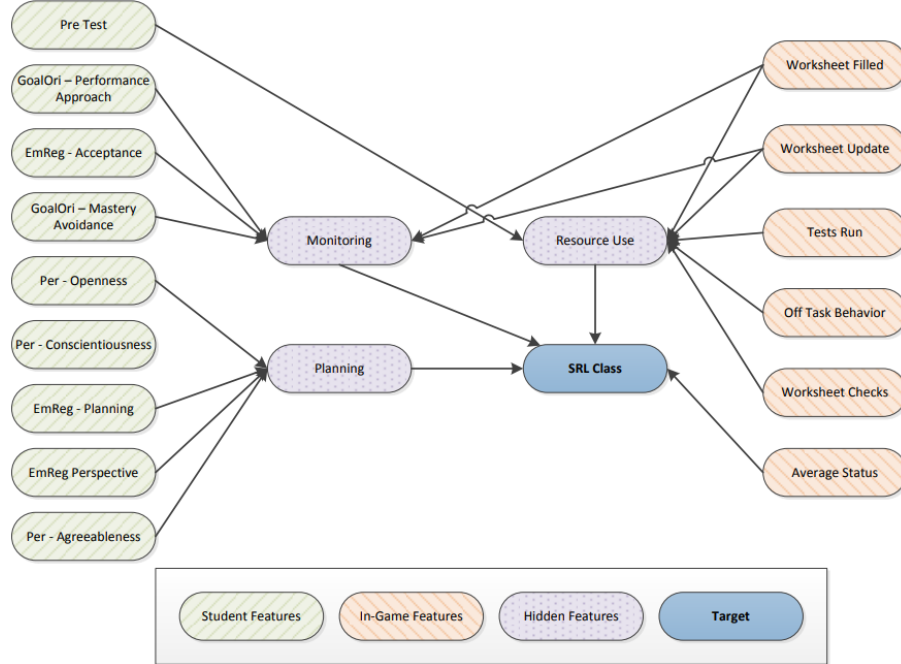 Pre Test
GoalOri – Performance
Approach
EmReg - Acceptance
GoalOri – Mastery
Avoidance
Per - Openness
Per - Conscientiousness
EmReg - Planning
EmReg Perspective
Per - Agreeableness
Monitoring
Planning
Resource Use
SRL Class
Worksheet Filled
Worksheet Update
Tests Run
Off Task Behavior
Worksheet Checks
Average Status
Student Features
In-Game Features
Hidden Features
Target